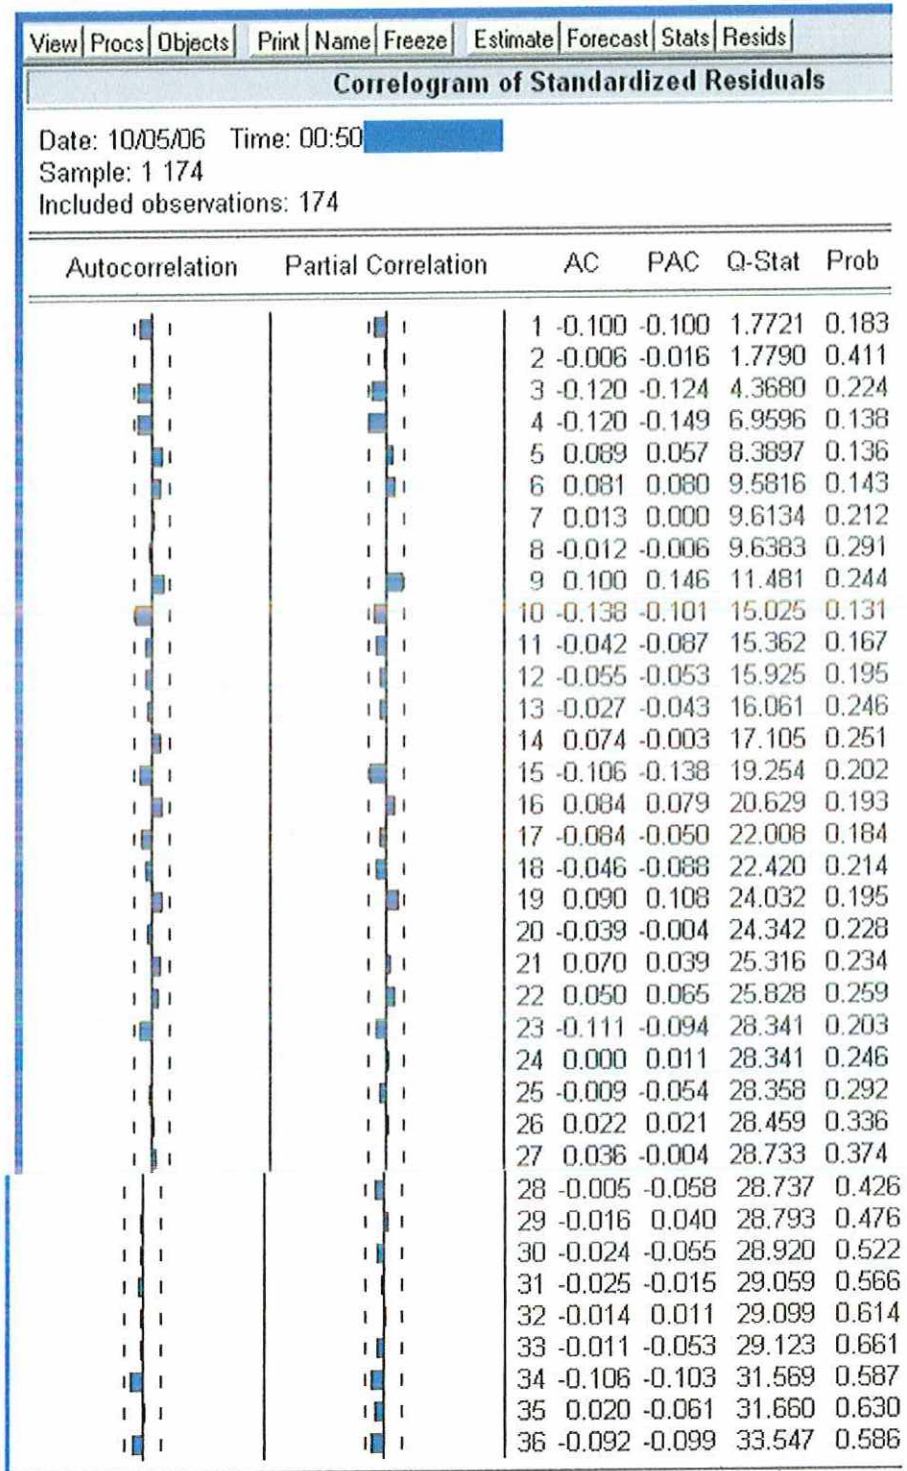 View Procs Objects Print Name Freeze Estimate Forecast Stats Resids
Correlogram of Standardized Residuals
Date: 10/05/06 Time: 00:50
Sample: 1 174
Included observations: 174
Autocorrelation Partial Correlation AC PAC Q-Stat Prob
1 -0.100 -0.100 1.7721 0.183
2 -0.006 -0.016 1.7790 0.411
3 -0.120 -0.124 4.3680 0.224
4 -0.120 -0.149 6.9596 0.138
5 0.089 0.057 8.3897 0.136
6 0.081 0.080 9.5816 0.143
7 0.013 0.000 9.6134 0.212
8 -0.012 -0.006 9.6383 0.291
9 0.100 0.146 11.481 0.244
10 -0.138 -0.101 15.025 0.131
11 -0.042 -0.087 15.362 0.167
12 -0.055 -0.053 15.925 0.195
13 -0.027 -0.043 16.061 0.246
14 0.074 -0.003 17.105 0.251
15 -0.106 -0.138 19.254 0.202
16 0.084 0.079 20.629 0.193
17 -0.084 -0.050 22.008 0.184
18 -0.046 -0.088 22.420 0.214
19 0.090 0.108 24.032 0.195
20 -0.039 -0.004 24.342 0.228
21 0.070 0.039 25.316 0.234
22 0.050 0.065 25.828 0.259
23 -0.111 -0.094 28.341 0.203
24 0.000 0.011 28.341 0.246
25 -0.009 -0.054 28.358 0.292
26 0.022 0.021 28.459 0.336
27 0.036 -0.004 28.733 0.374
28 -0.005 -0.058 28.737 0.426
29 -0.016 0.040 28.793 0.476
30 -0.024 -0.055 28.920 0.522
31 -0.025 -0.015 29.059 0.566
32 -0.014 0.011 29.099 0.614
33 -0.011 -0.053 29.123 0.661
34 -0.106 -0.103 31.569 0.587
35 0.020 -0.061 31.660 0.630
36 -0.092 -0.099 33.547 0.586